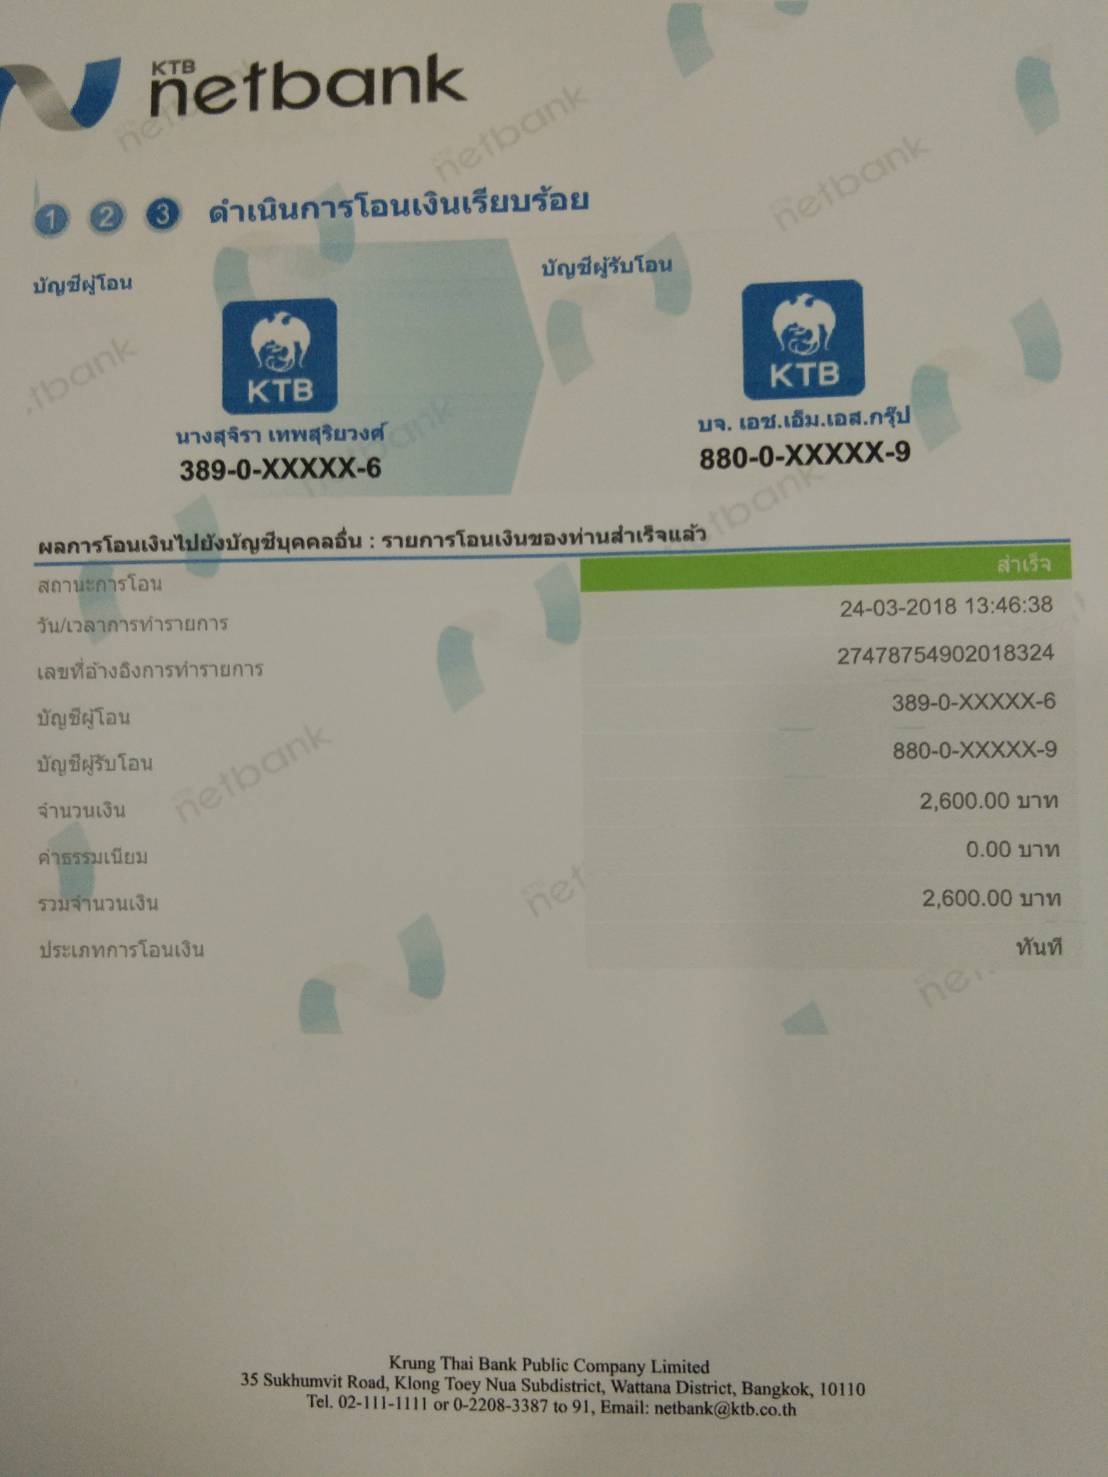 KTB
netbank
1 2 3 ดำเนินการโอนเงินเรียบร้อย
บัญชีผู้โอน
บัญชีผู้รับโอน
KTB
KTB
นางสุจิรา เทพสุริยวงศ์
บจ. เอช.เอ็ม.เอส.กรุ๊ป
389-0-XXXXX-6
880-0-XXXXX-9
ผลการโอนเงินไปยังบัญชีบุคคลอื่น : รายการโอนเงินของท่านสำเร็จแล้ว
สถานะการโอน สำเร็จ
วัน/เวลาการทำรายการ 24-03-2018 13:46:38
เลขที่อ้างอิงการทำรายการ 27478754902018324
บัญชีผู้โอน 389-0-XXXXX-6
บัญชีผู้รับโอน 880-0-XXXXX-9
จำนวนเงิน 2,600.00 บาท
ค่าธรรมเนียม 0.00 บาท
รวมจำนวนเงิน 2,600.00 บาท
ประเภทการโอนเงิน ทันที
Krung Thai Bank Public Company Limited
35 Sukhumvit Road, Klong Toey Nua Subdistrict, Wattana District, Bangkok, 10110
Tel. 02-111-1111 or 0-2208-3387 to 91, Email: netbank@ktb.co.th